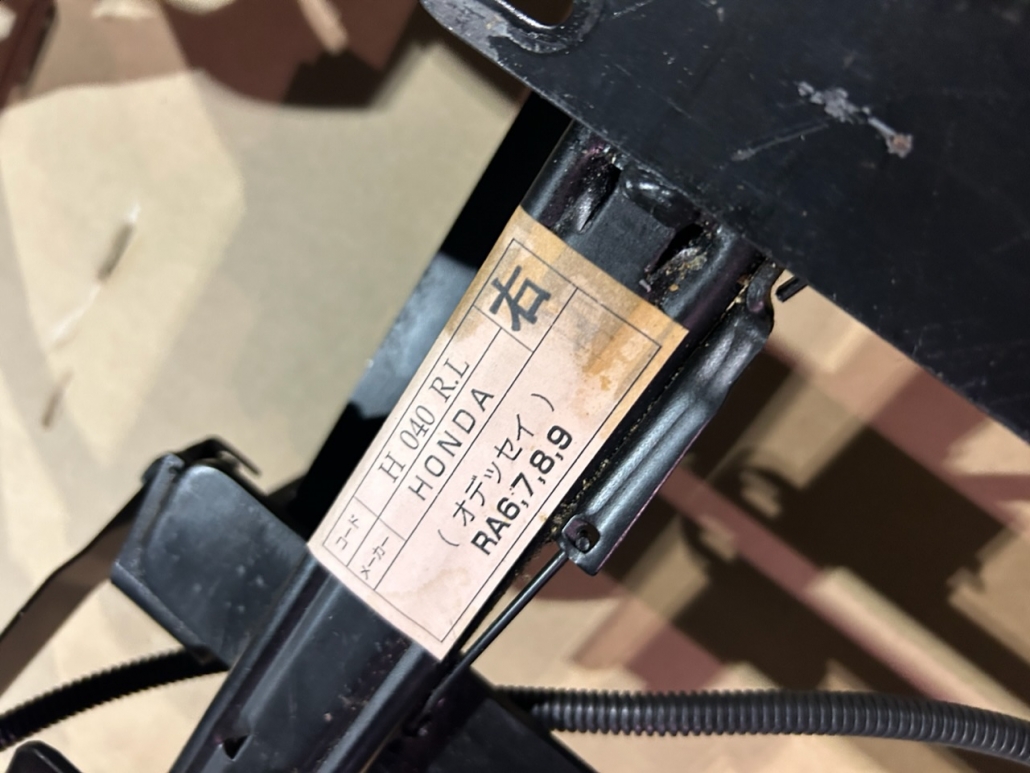 コード H 040 R.L 右
メーカー HONDA
( オデッセイ )
RA6,7,8,9